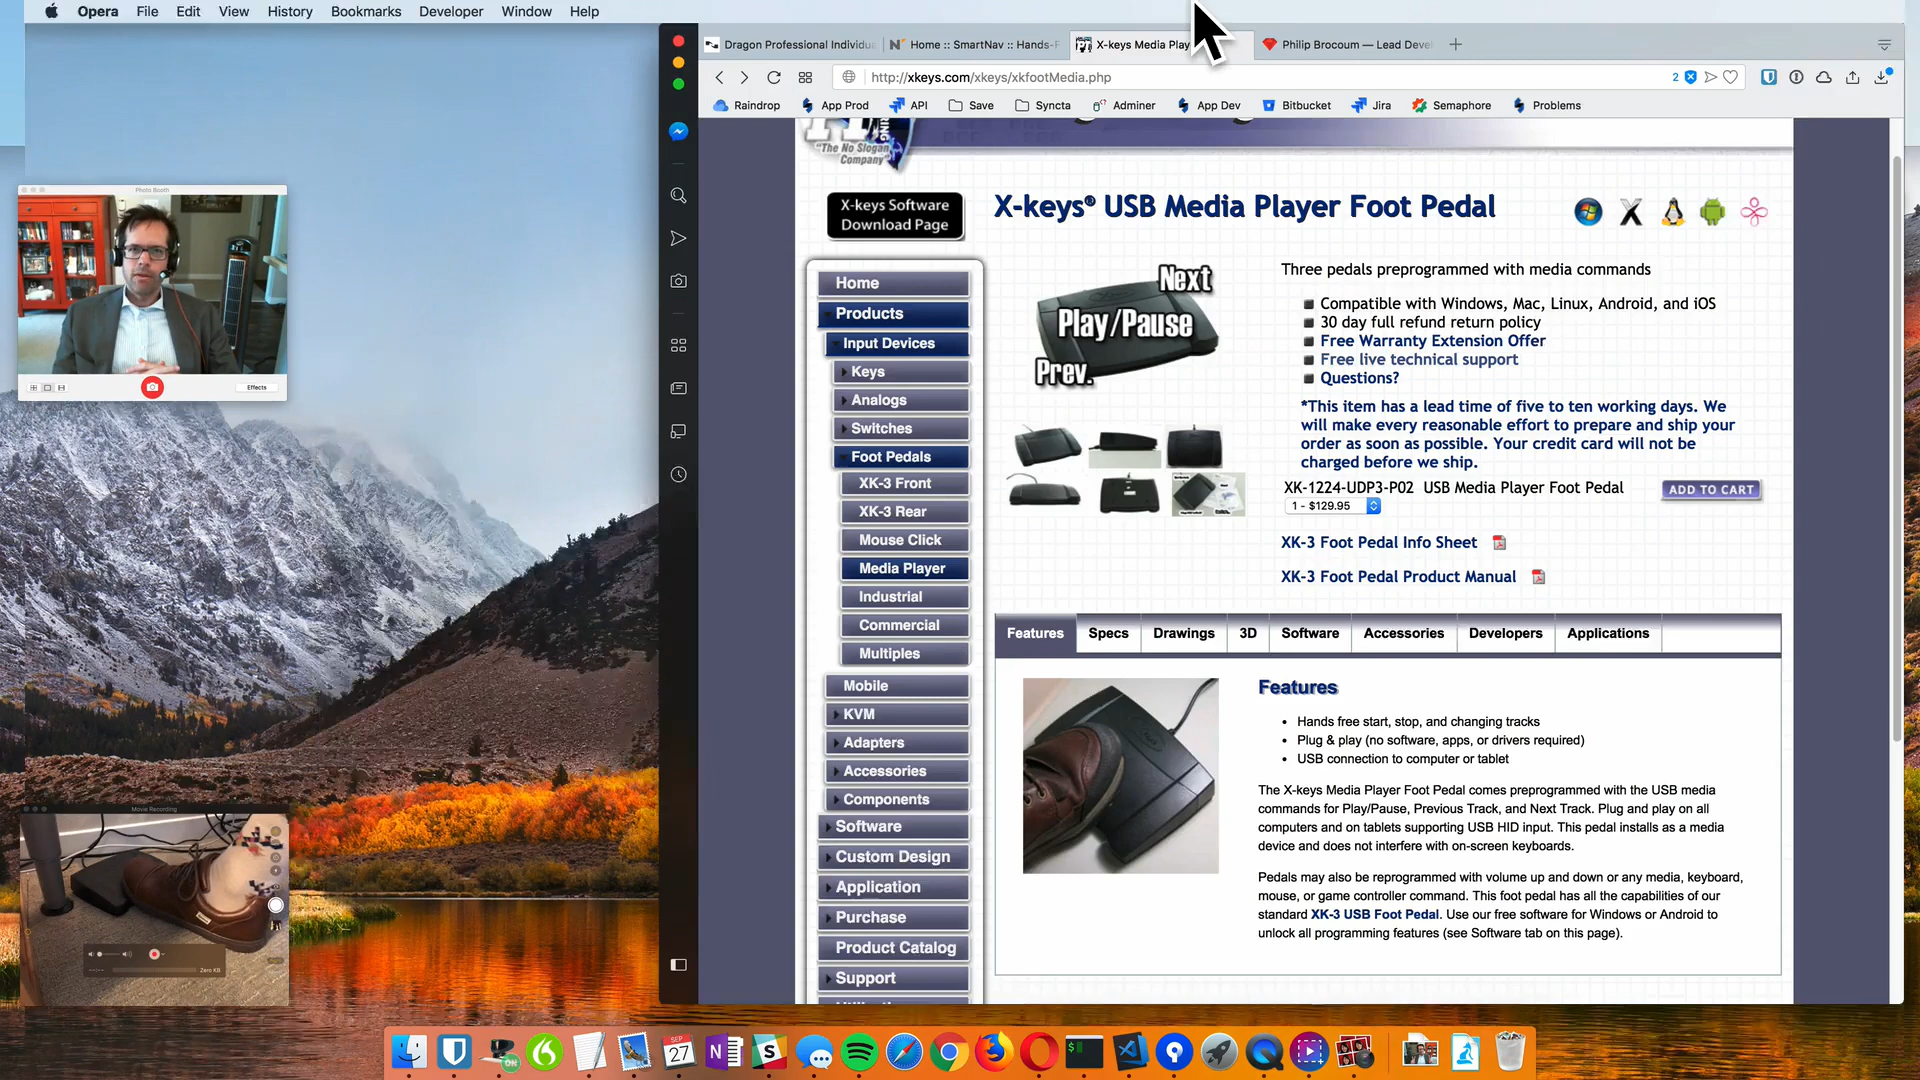 Opera File Edit View History Bookmarks Developer Window Help
Dragon Professional Individu
Home :: SmartNav :: Hands-F
X-keys Media Play
Philip Brocoum — Lead Deve
http://xkeys.com/xkeys/xkfootMedia.php
2
Raindrop App Prod API Save Syncta Adminer App Dev Bitbucket Jira Semaphore Problems
"The No Slogan
Company"
X-keys Software
Download Page
X-keys® USB Media Player Foot Pedal
Home
Products
Input Devices
Keys
Analogs
Switches
Foot Pedals
XK-3 Front
XK-3 Rear
Mouse Click
Media Player
Industrial
Commercial
Multiples
Mobile
KVM
Adapters
Accessories
Components
Software
Custom Design
Application
Purchase
Product Catalog
Support
Next
Play/Pause
Prev.
Three pedals preprogrammed with media commands
Compatible with Windows, Mac, Linux, Android, and iOS
30 day full refund return policy
Free Warranty Extension Offer
Free live technical support
Questions?
*This item has a lead time of five to ten working days. We
will make every reasonable effort to prepare and ship your
order as soon as possible. Your credit card will not be
charged before we ship.
XK-1224-UDP3-P02 USB Media Player Foot Pedal
ADD TO CART
1 - $129.95
XK-3 Foot Pedal Info Sheet
XK-3 Foot Pedal Product Manual
Features Specs Drawings 3D Software Accessories Developers Applications
Features
Hands free start, stop, and changing tracks
Plug & play (no software, apps, or drivers required)
USB connection to computer or tablet
The X-keys Media Player Foot Pedal comes preprogrammed with the USB media
commands for Play/Pause, Previous Track, and Next Track. Plug and play on all
computers and on tablets supporting USB HID input. This pedal installs as a media
device and does not interfere with on-screen keyboards.
Pedals may also be reprogrammed with volume up and down or any media, keyboard,
mouse, or game controller command. This foot pedal has all the capabilities of our
standard XK-3 USB Foot Pedal. Use our free software for Windows or Android to
unlock all programming features (see Software tab on this page).
Photo Booth
Effects
Movie Recording
Zero KB
ON
SEP
27